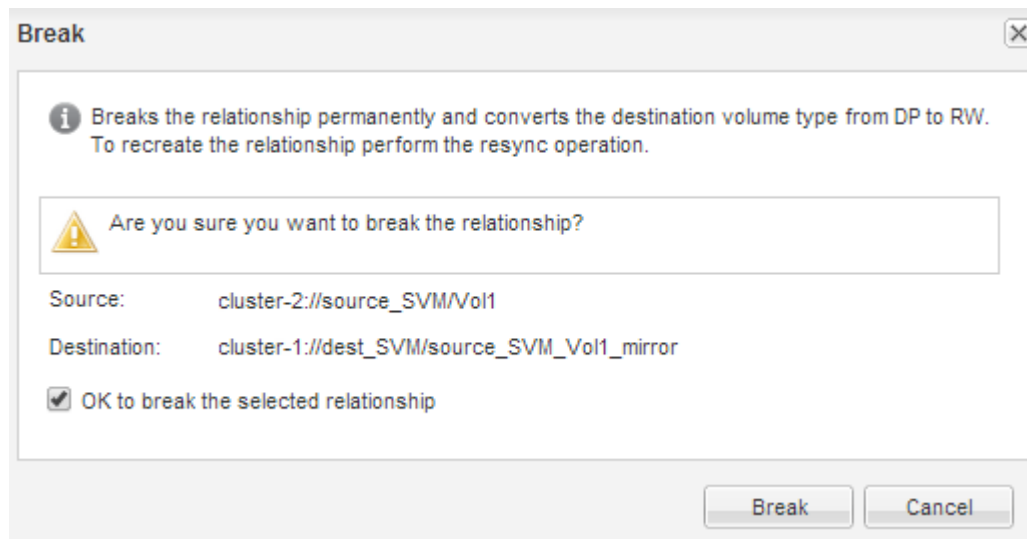 Break
Breaks the relationship permanently and converts the destination volume type from DP to RW.
To recreate the relationship perform the resync operation.
Are you sure you want to break the relationship?
Source: cluster-2://source_SVM/Vol1
Destination: cluster-1://dest_SVM/source_SVM_Vol1_mirror
OK to break the selected relationship
Break Cancel